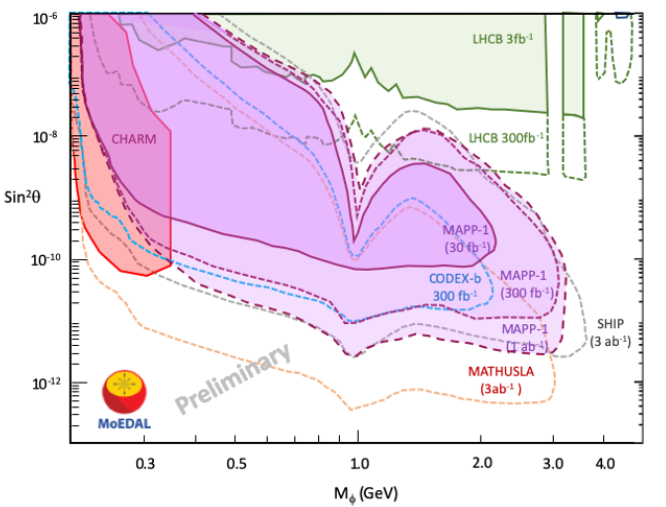 10⁻⁶
LHCB 3fb⁻¹
10⁻⁸
CHARM
LHCB 300fb⁻¹
Sin²θ
MAPP-1
(30 fb⁻¹)
10⁻¹⁰
CODEX-b
300 fb⁻¹
MAPP-1
(300 fb⁻¹)
MAPP-1
(1 ab⁻¹)
SHIP
(3 ab⁻¹)
MATHUSLA
(3ab⁻¹ )
10⁻¹²
Preliminary
MoEDAL
0.3 0.5 1.0 2.0 3.0 4.0
M𝜙 (GeV)